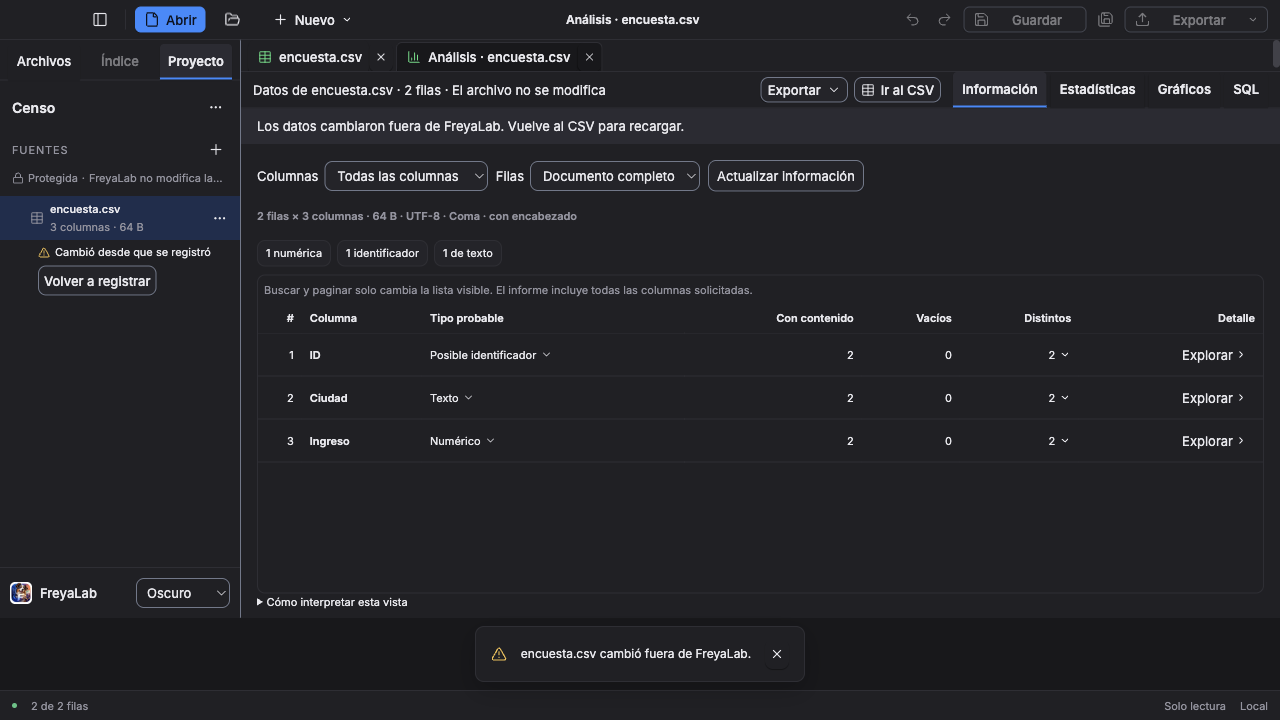 Abrir
Nuevo
Análisis · encuesta.csv
Guardar
Exportar
Archivos
Índice
Proyecto
encuesta.csv
Análisis · encuesta.csv
Censo
Datos de encuesta.csv · 2 filas · El archivo no se modifica
Exportar
Ir al CSV
Información
Estadísticas
Gráficos
SQL
Los datos cambiaron fuera de FreyaLab. Vuelve al CSV para recargar.
FUENTES
Protegida · FreyaLab no modifica la...
encuesta.csv
3 columnas · 64 B
Cambió desde que se registró
Volver a registrar
Columnas
Todas las columnas
Filas
Documento completo
Actualizar información
2 filas × 3 columnas · 64 B · UTF-8 · Coma · con encabezado
1 numérica
1 identificador
1 de texto
Buscar y paginar solo cambia la lista visible. El informe incluye todas las columnas solicitadas.
# Columna Tipo probable Con contenido Vacíos Distintos Detalle
1 ID Posible identificador 2 0 2 Explorar
2 Ciudad Texto 2 0 2 Explorar
3 Ingreso Numérico 2 0 2 Explorar
Cómo interpretar esta vista
FreyaLab
Oscuro
encuesta.csv cambió fuera de FreyaLab.
2 de 2 filas
Solo lectura
Local